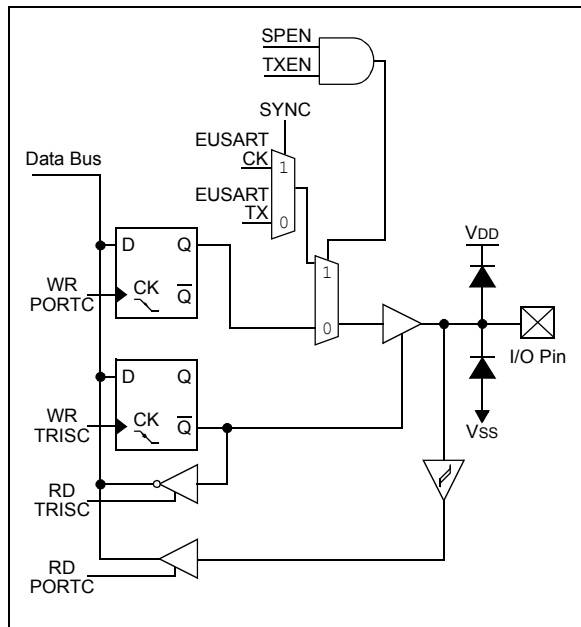 SPEN
TXEN
SYNC
EUSART
CK
1
Data Bus
EUSART
TX
0
D Q
VDD
1
WR
PORTC
CK
Q
0
I/O Pin
D Q
WR
TRISC
CK
Q
VSS
RD
TRISC
RD
PORTC